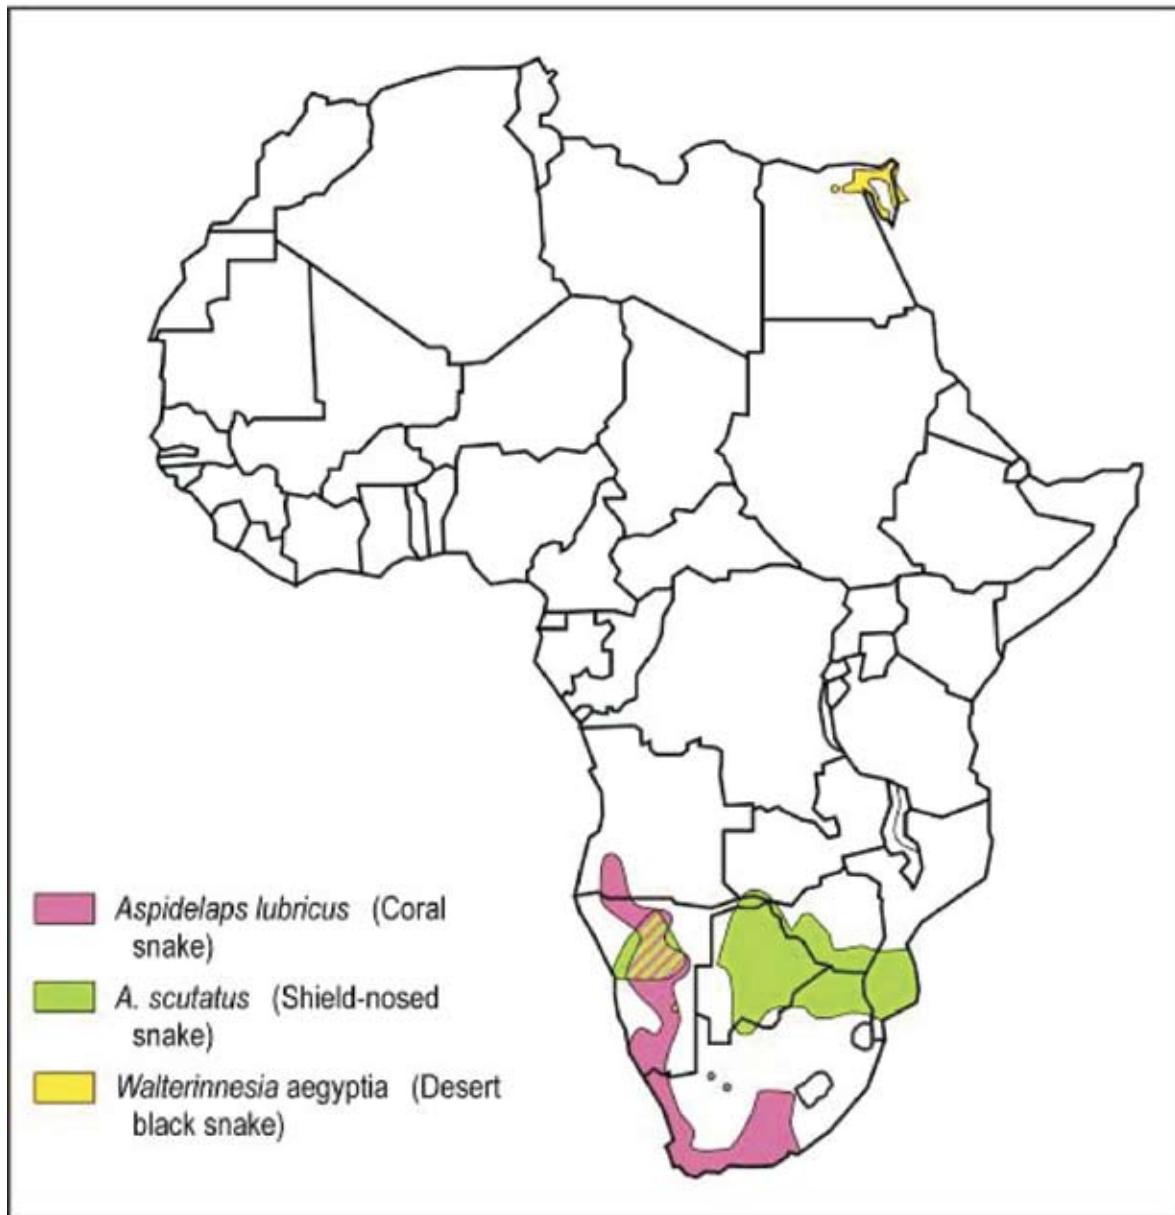 Aspidelaps lubricus (Coral
snake)
A. scutatus (Shield-nosed
snake)
Walterinnesia aegyptia (Desert
black snake)